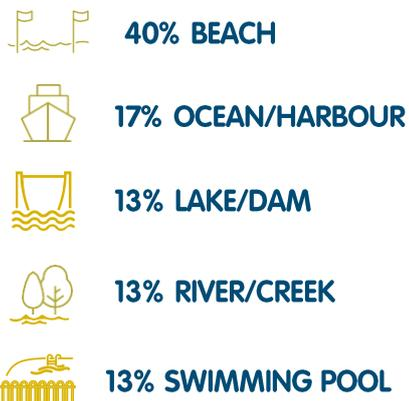 40% BEACH
17% OCEAN/HARBOUR
13% LAKE/DAM
13% RIVER/CREEK
13% SWIMMING POOL